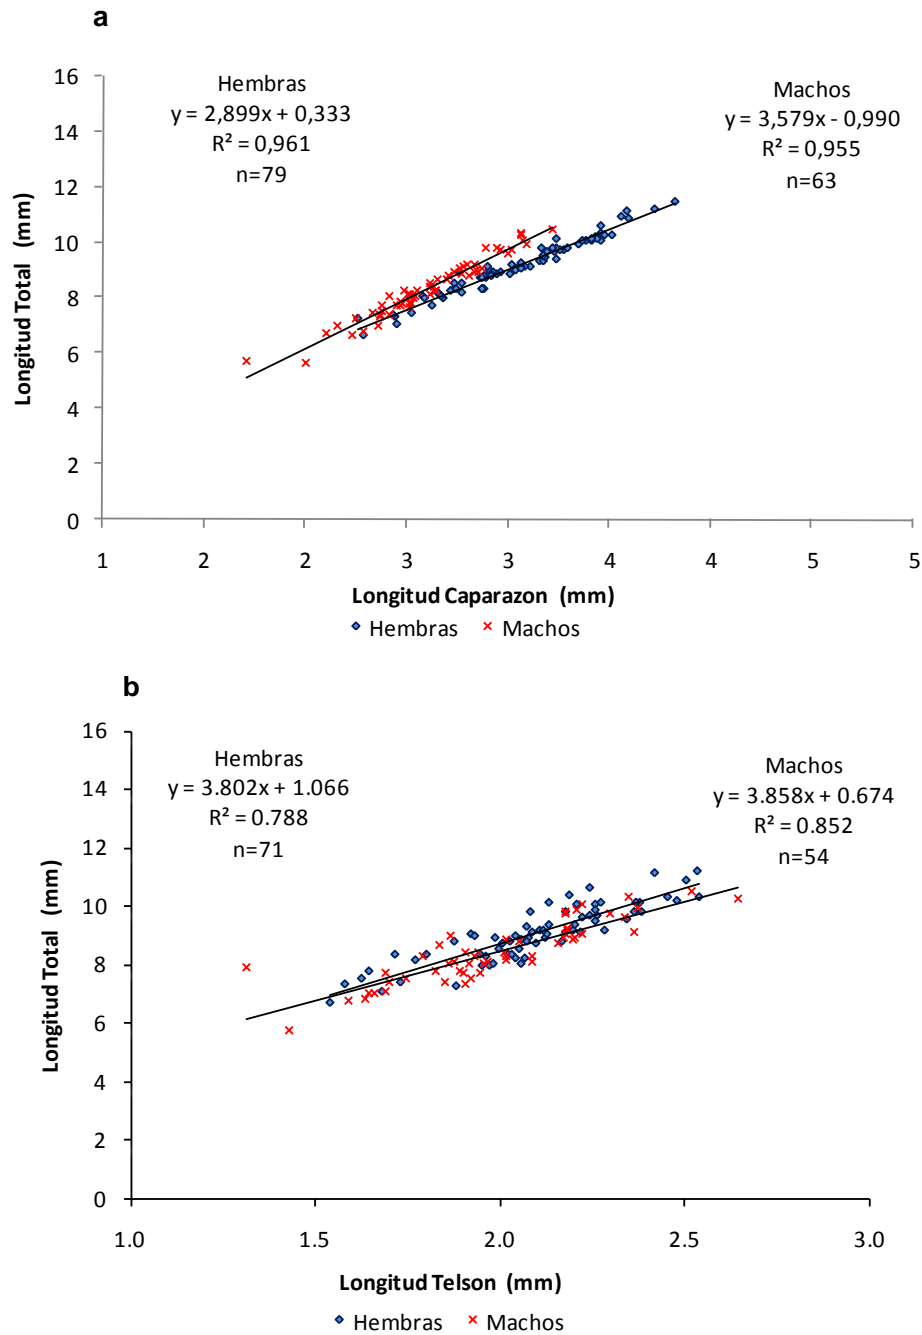 a
Hembras
y = 2,899x + 0,333
R² = 0,961
n=79
Machos
y = 3,579x - 0,990
R² = 0,955
n=63
Longitud Total (mm)
16
14
12
10
8
6
4
2
0
1 2 2 3 3 4 4 5 5
Longitud Caparazon (mm)
Hembras Machos
b
Hembras
y = 3.802x + 1.066
R² = 0.788
n=71
Machos
y = 3.858x + 0.674
R² = 0.852
n=54
Longitud Total (mm)
16
14
12
10
8
6
4
2
0
1.0 1.5 2.0 2.5 3.0
Longitud Telson (mm)
Hembras Machos